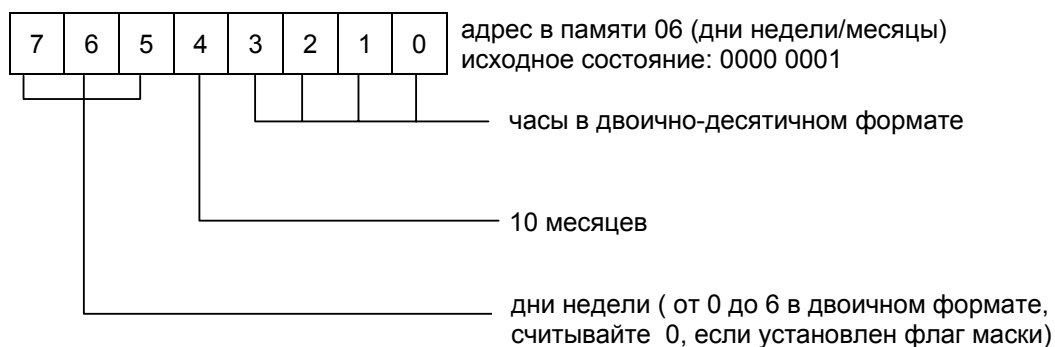 7 6 5 4 3 2 1 0
адрес в памяти 06 (дни недели/месяцы)
исходное состояние: 0000 0001
часы в двоично-десятичном формате
10 месяцев
дни недели ( от 0 до 6 в двоичном формате,
считывайте 0, если установлен флаг маски)